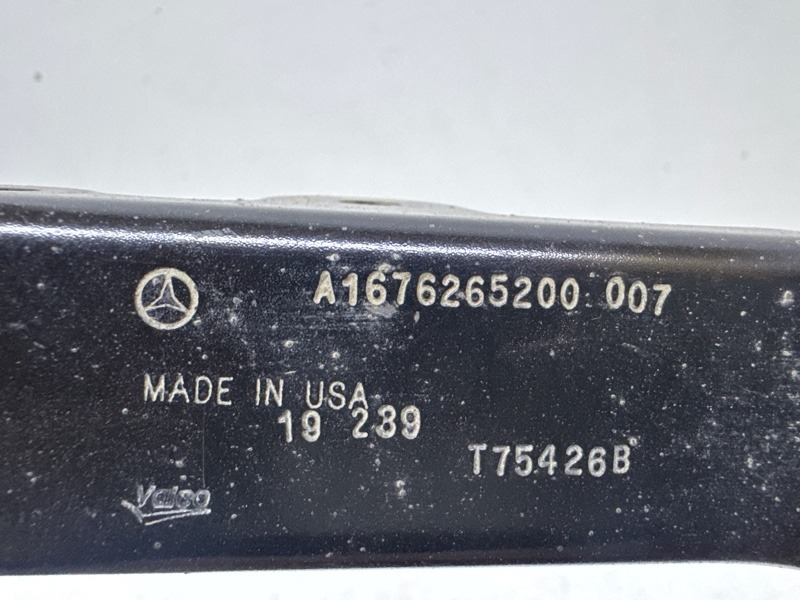 A1676265200 007
MADE IN USA
19 239
T75426B
Valeo